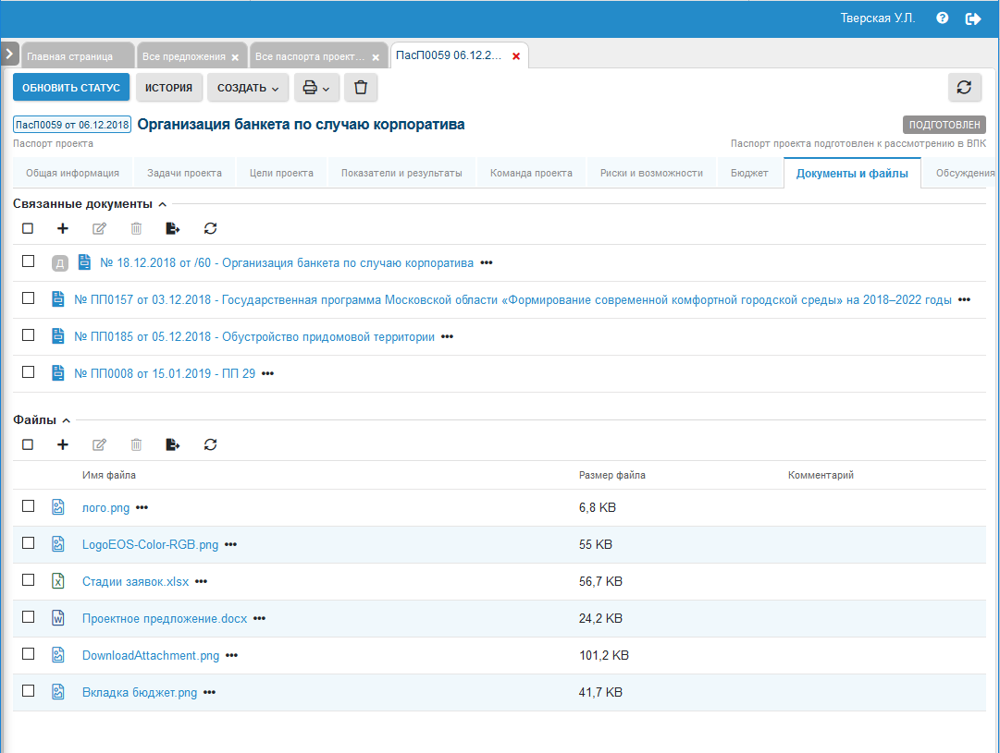 Тверская У.Л.
Главная страница Все предложения Все паспорта проект... ПасП0059 06.12.2...
ОБНОВИТЬ СТАТУС ИСТОРИЯ СОЗДАТЬ
ПасП0059 от 06.12.2018 Организация банкета по случаю корпоратива ПОДГОТОВЛЕН
Паспорт проекта Паспорт проекта подготовлен к рассмотрению в ВПК
Общая информация Задачи проекта Цели проекта Показатели и результаты Команда проекта Риски и возможности Бюджет Документы и файлы Обсуждения
Связанные документы
Д № 18.12.2018 от /60 - Организация банкета по случаю корпоратива •••
№ ПП0157 от 03.12.2018 - Государственная программа Московской области «Формирование современной комфортной городской среды» на 2018–2022 годы •••
№ ПП0185 от 05.12.2018 - Обустройство придомовой территории •••
№ ПП0008 от 15.01.2019 - ПП 29 •••
Файлы
Имя файла Размер файла Комментарий
лого.png ••• 6,8 KB
LogoEOS-Color-RGB.png ••• 55 KB
Стадии заявок.xlsx ••• 56,7 KB
Проектное предложение.docx ••• 24,2 KB
DownloadAttachment.png ••• 101,2 KB
Вкладка бюджет.png ••• 41,7 KB